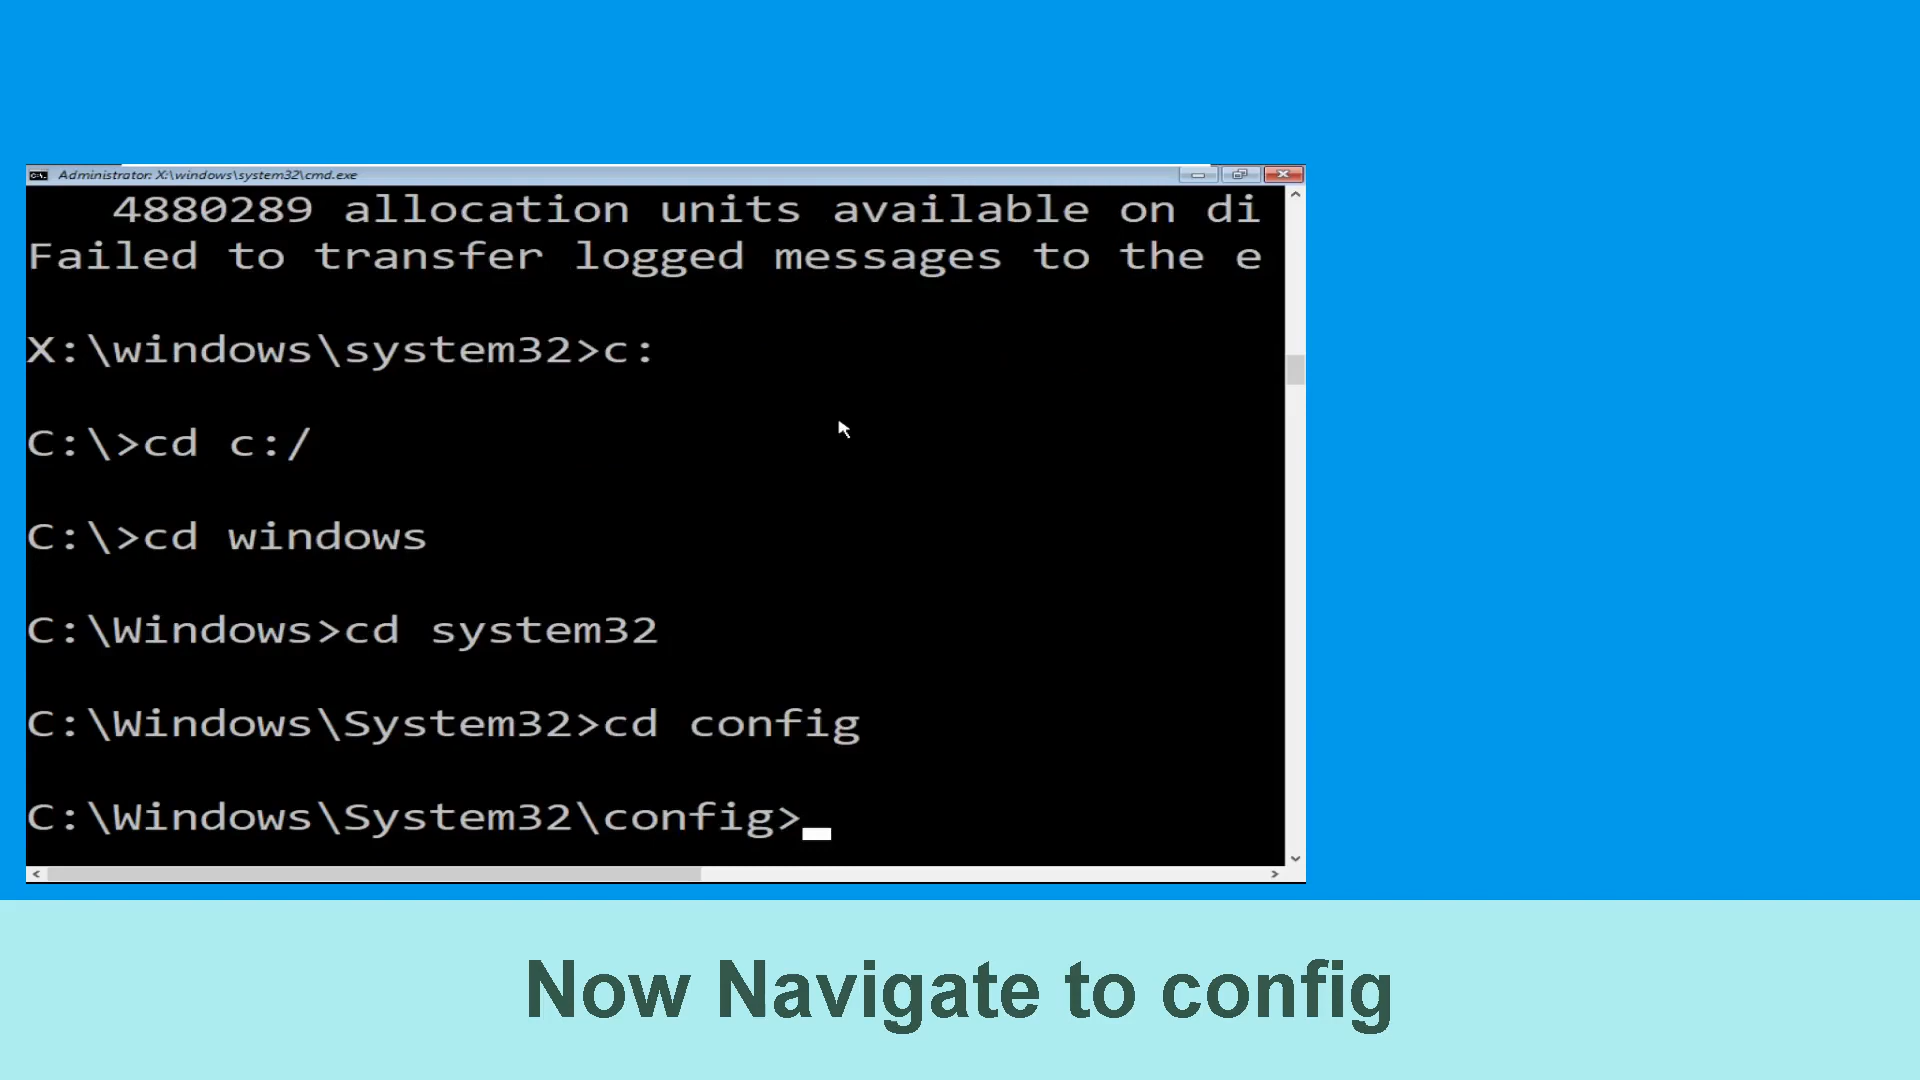 Administrator: X:\windows\system32\cmd.exe
4880289 allocation units available on di
Failed to transfer logged messages to the e
X:\windows\system32>c:
C:\>cd c:/
C:\>cd windows
C:\Windows>cd system32
C:\Windows\System32>cd config
C:\Windows\System32\config>
Now Navigate to config